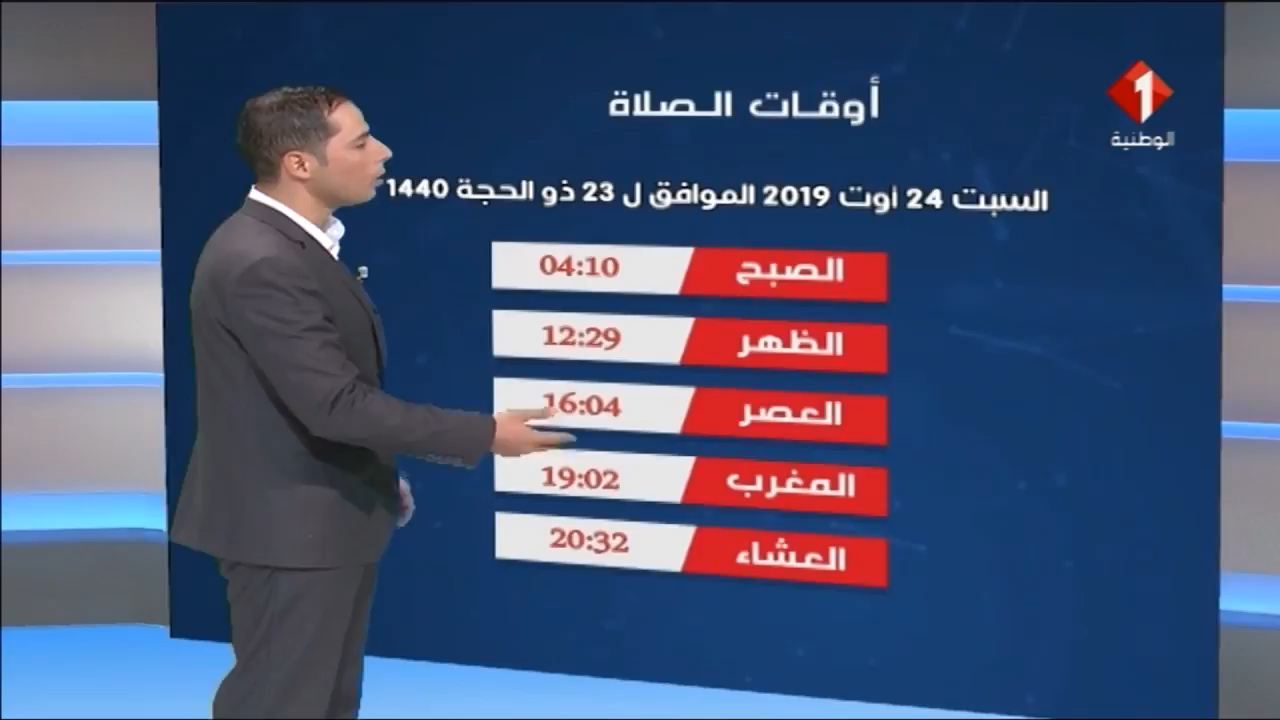 أوقات الصلاة
1
الوطنية
السبت 24 أوت 2019 الموافق ل 23 ذو الحجة 1440
الصبح 04:10
الظهر 12:29
العصر 16:04
المغرب 19:02
العشاء 20:32